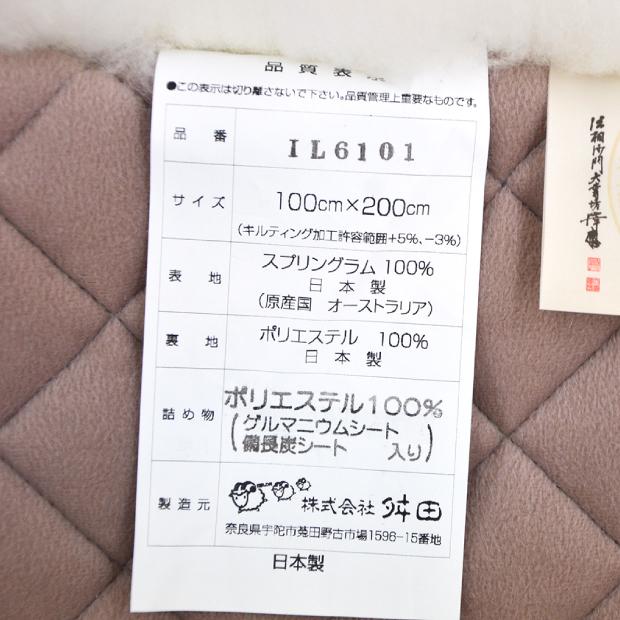 品質表示
●この表示は切り離さないで下さい。品質管理上重要なものです。
品番 IL6101
サイズ 100cm×200cm
(キルティング加工許容範囲+5%、−3%)
表地 スプリングラム 100%
日本製
(原産国 オーストラリア)
裏地 ポリエステル 100%
日本製
詰め物 ポリエステル100%
(ゲルマニウムシート
備長炭シート 入り)
製造元 株式会社 舛田
奈良県宇陀市菟田野古市場1596-15番地
日本製